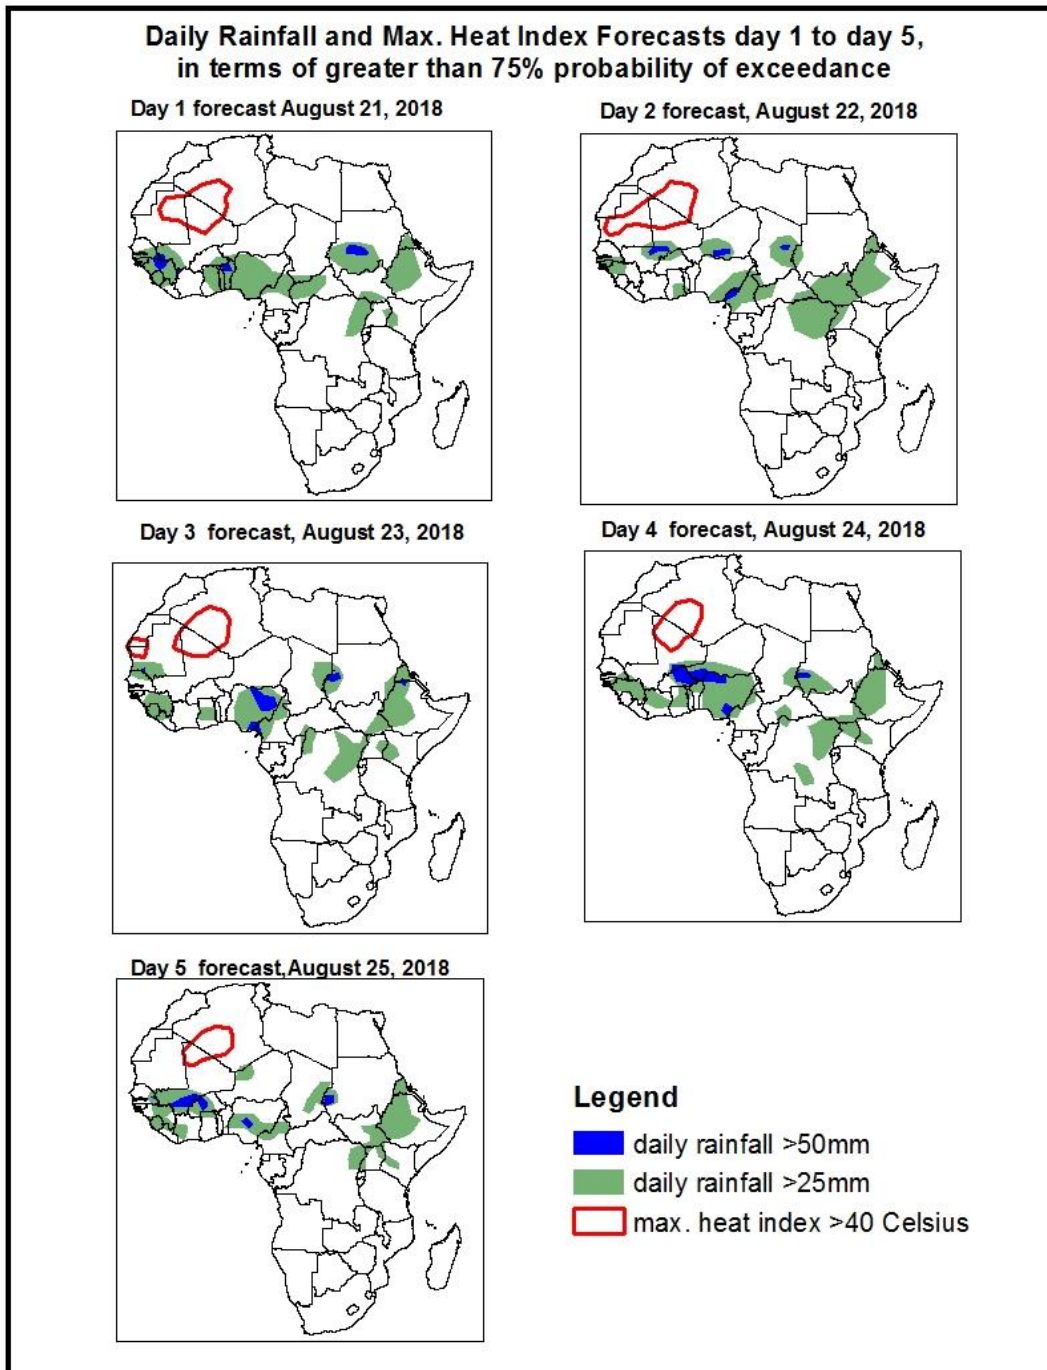 Daily Rainfall and Max. Heat Index Forecasts day 1 to day 5,
in terms of greater than 75% probability of exceedance
Day 1 forecast August 21, 2018
Day 2 forecast, August 22, 2018
Day 3 forecast, August 23, 2018
Day 4 forecast, August 24, 2018
Day 5 forecast,August 25, 2018
Legend
daily rainfall >50mm
daily rainfall >25mm
max. heat index >40 Celsius